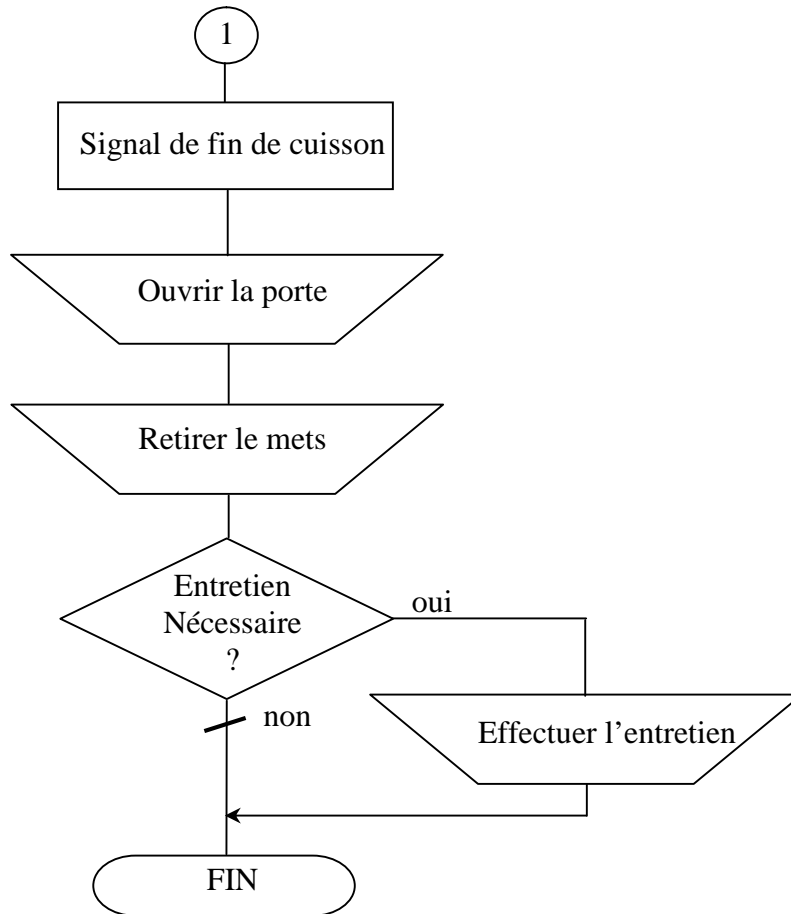 1
Signal de fin de cuisson
Ouvrir la porte
Retirer le mets
Entretien
Nécessaire
?
oui
non
Effectuer l’entretien
FIN